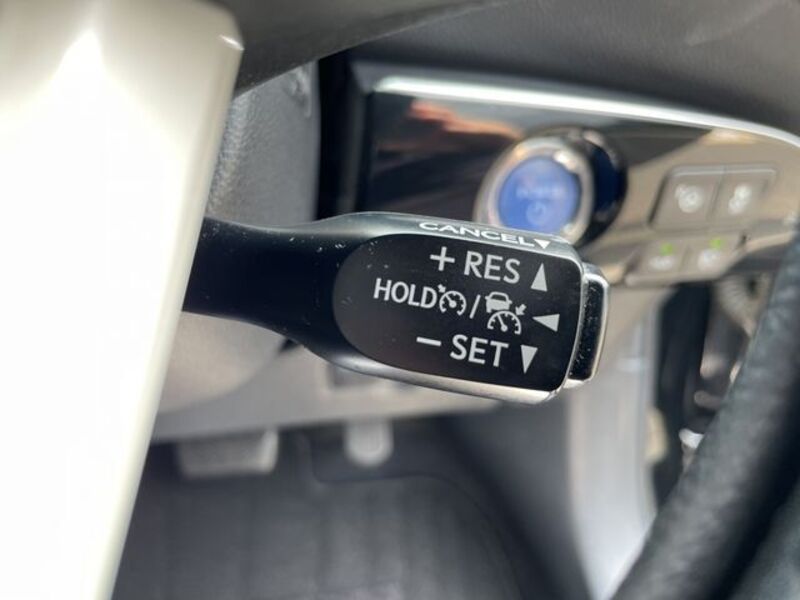 CANCEL
+ RES
HOLD /
− SET